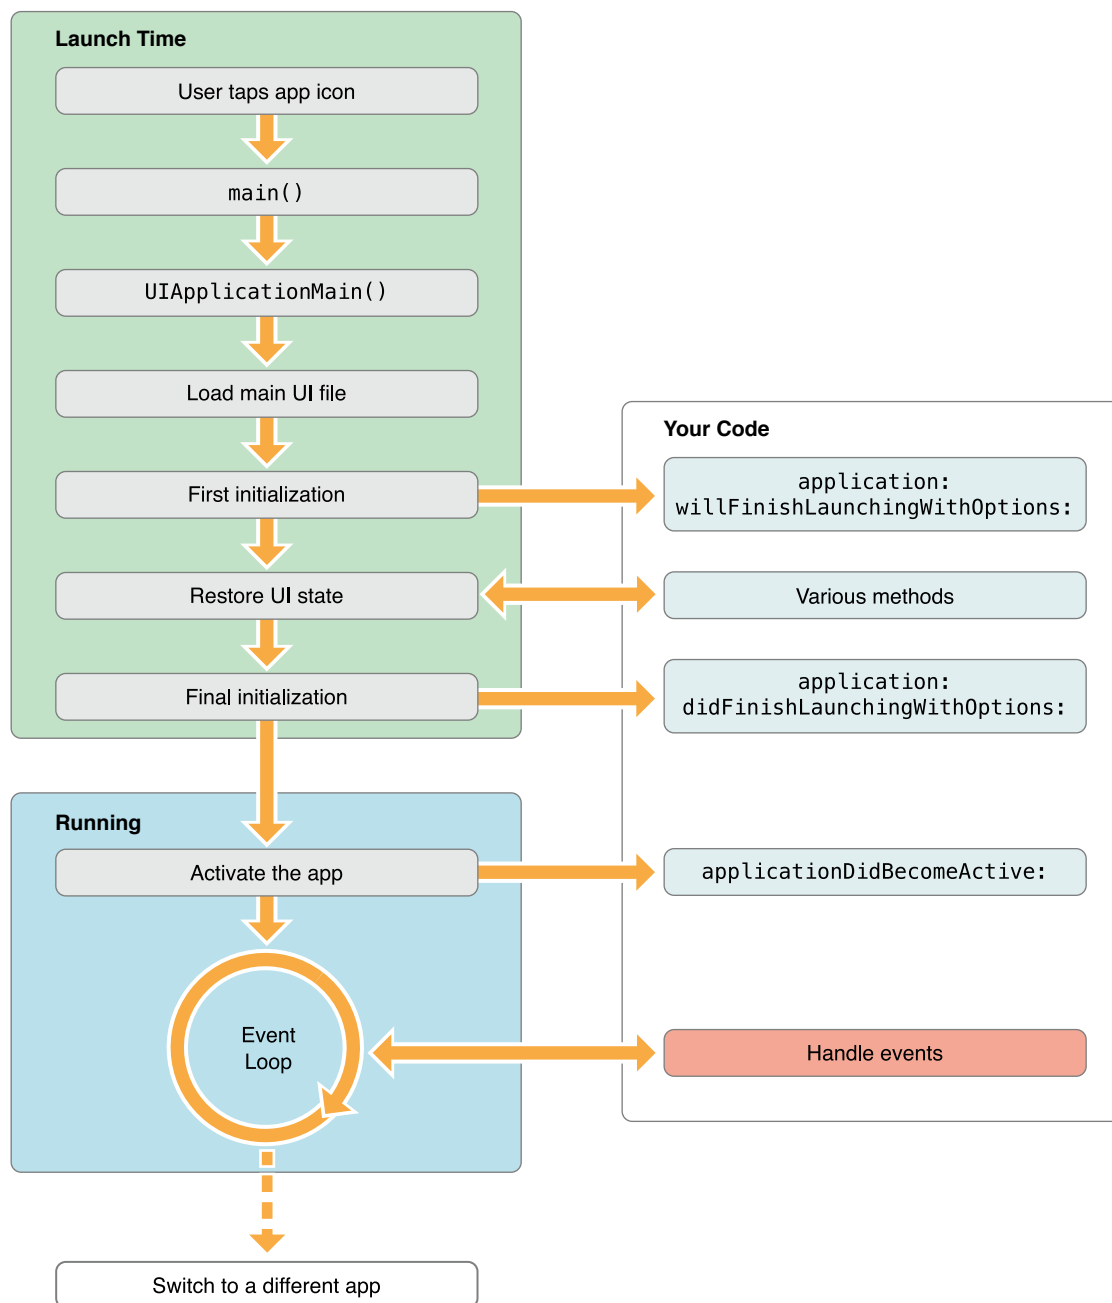 Launch Time
User taps app icon
main()
UIApplicationMain()
Load main UI file
First initialization
Restore UI state
Final initialization
Your Code
application:
willFinishLaunchingWithOptions:
Various methods
application:
didFinishLaunchingWithOptions:
Running
Activate the app
applicationDidBecomeActive:
Event
Loop
Handle events
Switch to a different app